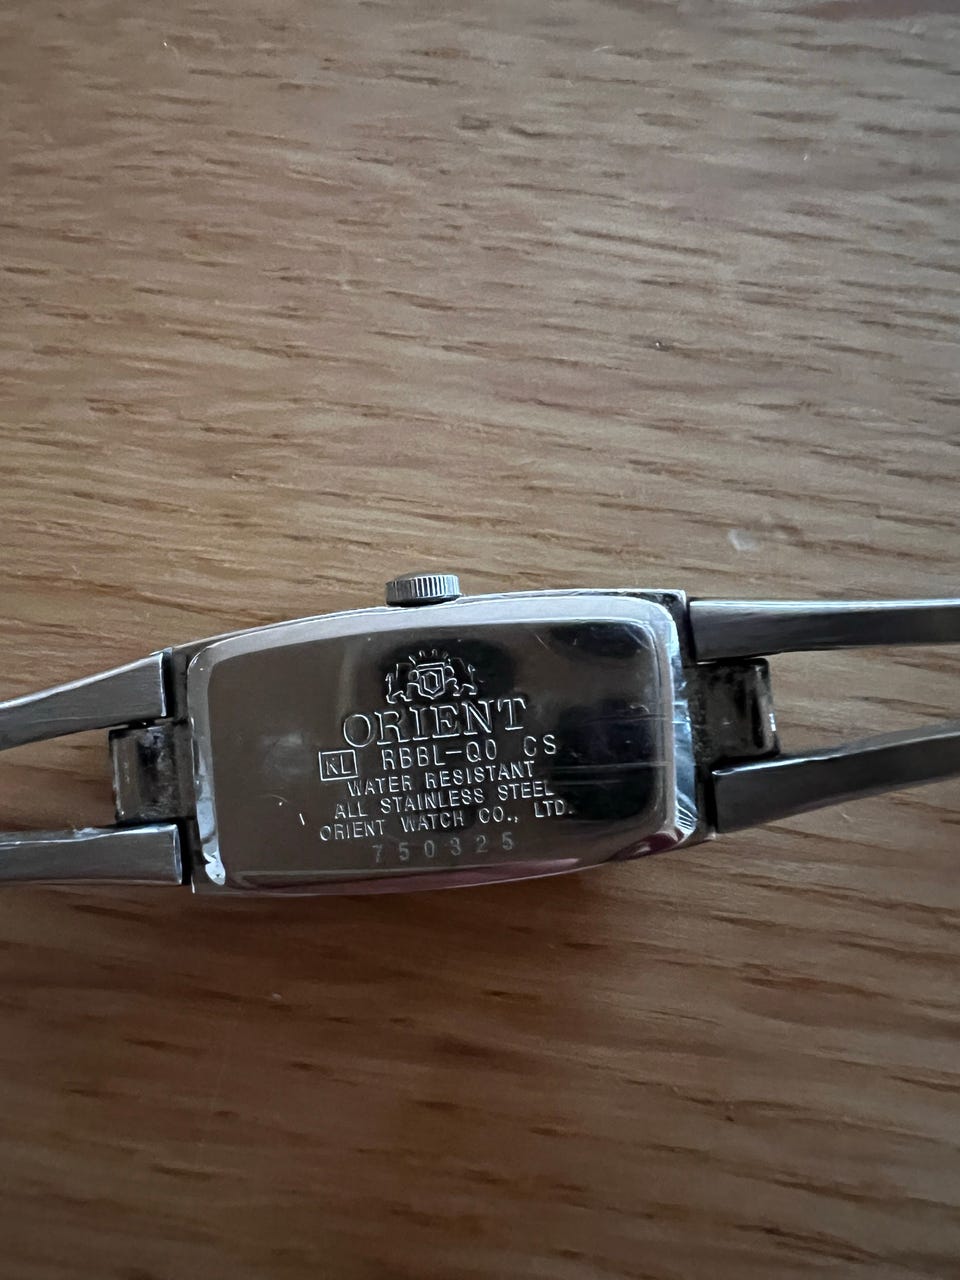 ORIENT
KL RBBL-Q0 CS
WATER RESISTANT
ALL STAINLESS STEEL
ORIENT WATCH CO., LTD.
750325